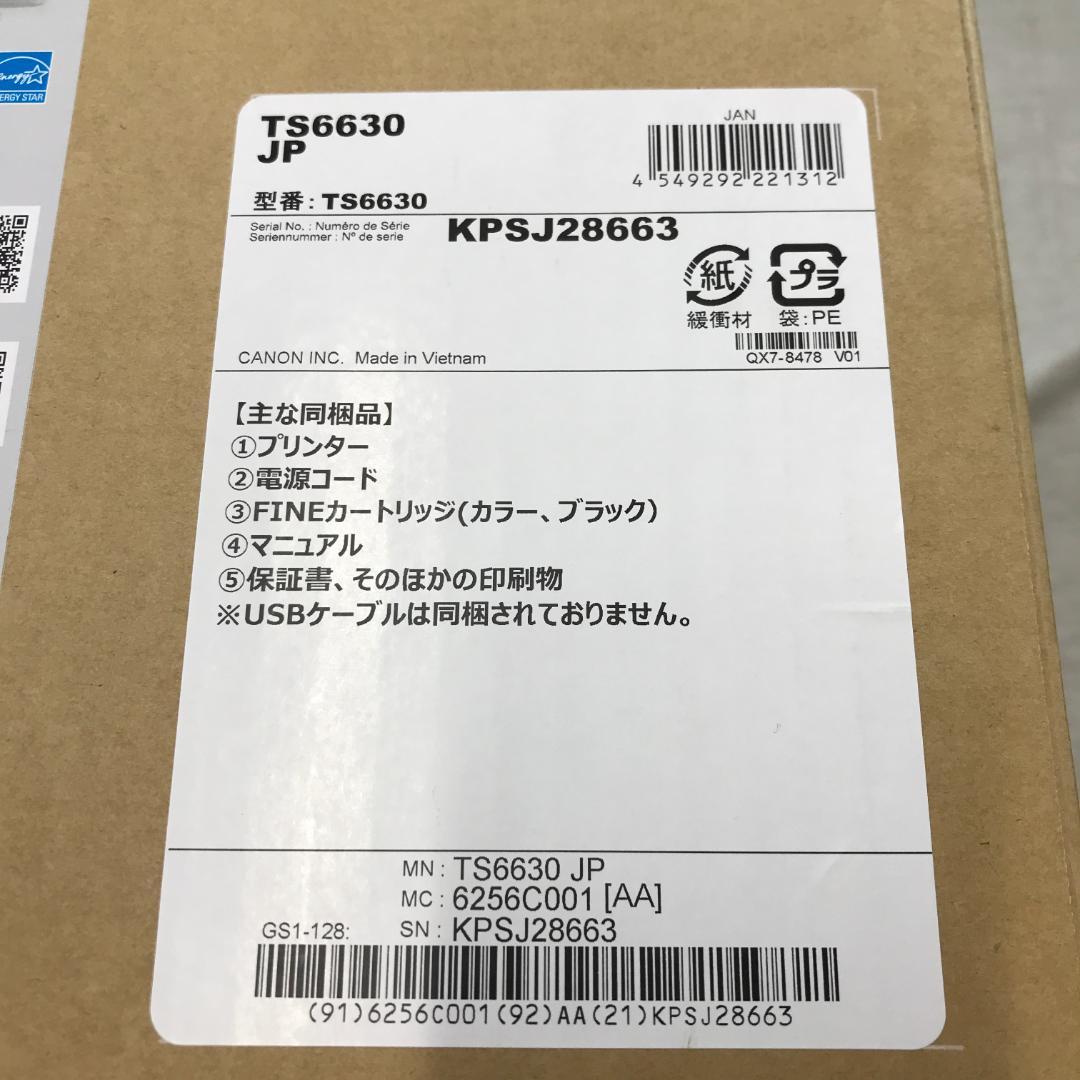 energy
ENERGY STAR
TS6630
JP
JAN
4 549292 221312
型番 : TS6630
Serial No. : Numéro de Série
Seriennummer : Nº de serie
KPSJ28663
紙
プラ
緩衝材
袋 : PE
CANON INC. Made in Vietnam
QX7-8478 V01
【主な同梱品】
①プリンター
②電源コード
③FINEカートリッジ(カラー、ブラック)
④マニュアル
⑤保証書、そのほかの印刷物
※USBケーブルは同梱されておりません。
MN : TS6630 JP
MC : 6256C001 [AA]
GS1-128: SN : KPSJ28663
(91)6256C001(92)AA(21)KPSJ28663